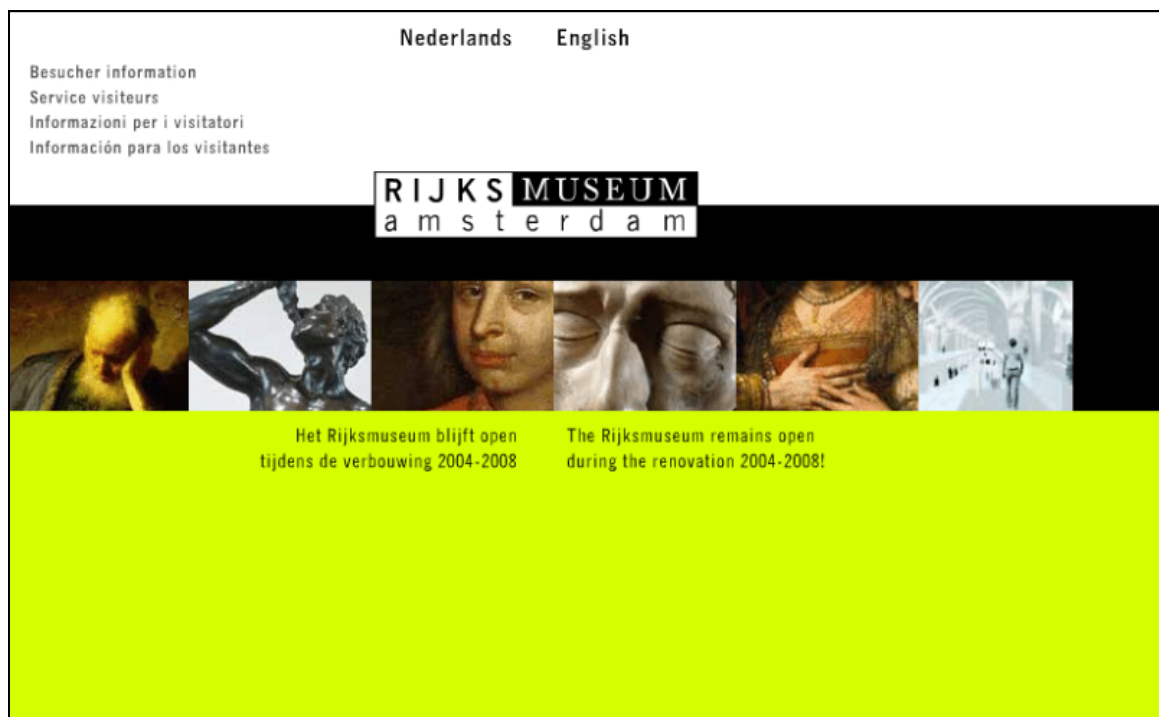 Nederlands English
Besucher information
Service visiteurs
Informazioni per i visitatori
Información para los visitantes
RIJKS MUSEUM
amsterdam
Het Rijksmuseum blijft open
tijdens de verbouwing 2004-2008
The Rijksmuseum remains open
during the renovation 2004-2008!